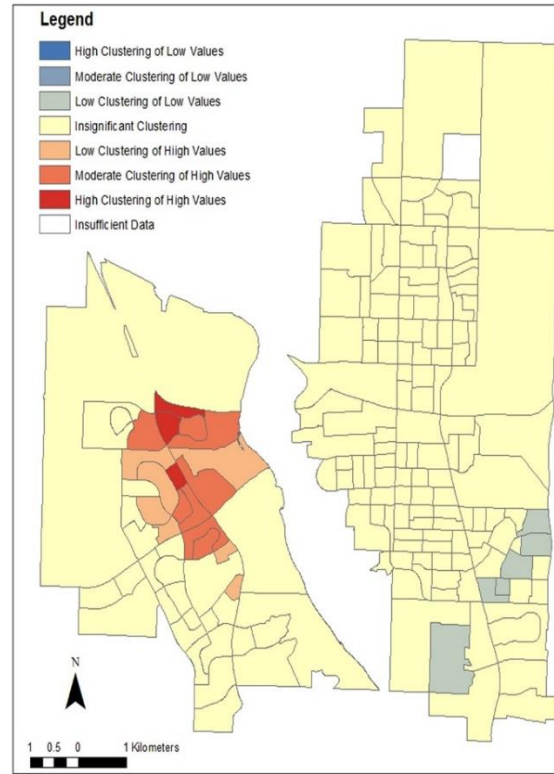 Legend
High Clustering of Low Values
Moderate Clustering of Low Values
Low Clustering of Low Values
Insignificant Clustering
Low Clustering of Hiigh Values
Moderate Clustering of High Values
High Clustering of High Values
Insufficient Data
N
1 0.5 0 1 Kilometers